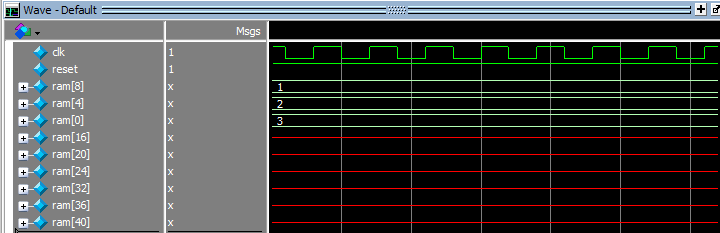 Wave - Default
Msgs
clk 1
reset 1
ram[8] x 1
ram[4] x 2
ram[0] x 3
ram[16] x
ram[20] x
ram[24] x
ram[32] x
ram[36] x
ram[40] x